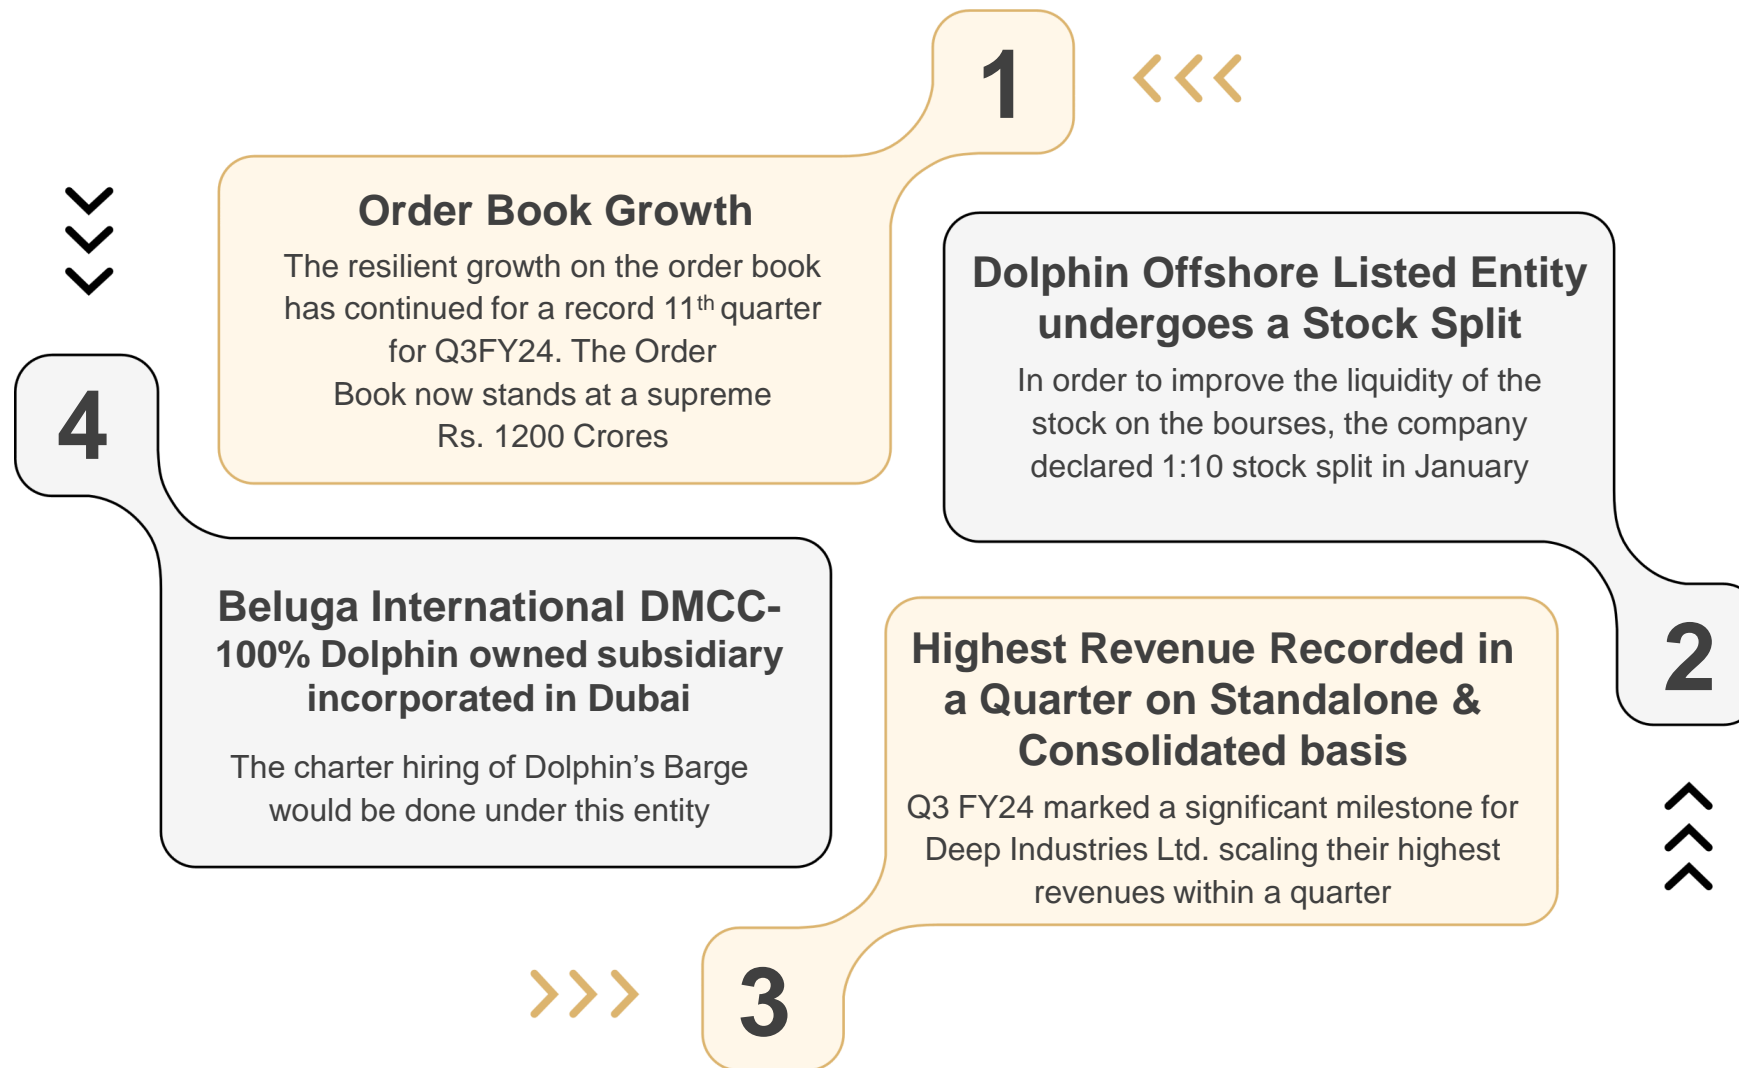 1
Order Book Growth
The resilient growth on the order book
has continued for a record 11th quarter
for Q3FY24. The Order
Book now stands at a supreme
Rs. 1200 Crores
2
Dolphin Offshore Listed Entity
undergoes a Stock Split
In order to improve the liquidity of the
stock on the bourses, the company
declared 1:10 stock split in January
3
Highest Revenue Recorded in
a Quarter on Standalone &
Consolidated basis
Q3 FY24 marked a significant milestone for
Deep Industries Ltd. scaling their highest
revenues within a quarter
4
Beluga International DMCC-
100% Dolphin owned subsidiary
incorporated in Dubai
The charter hiring of Dolphin’s Barge
would be done under this entity